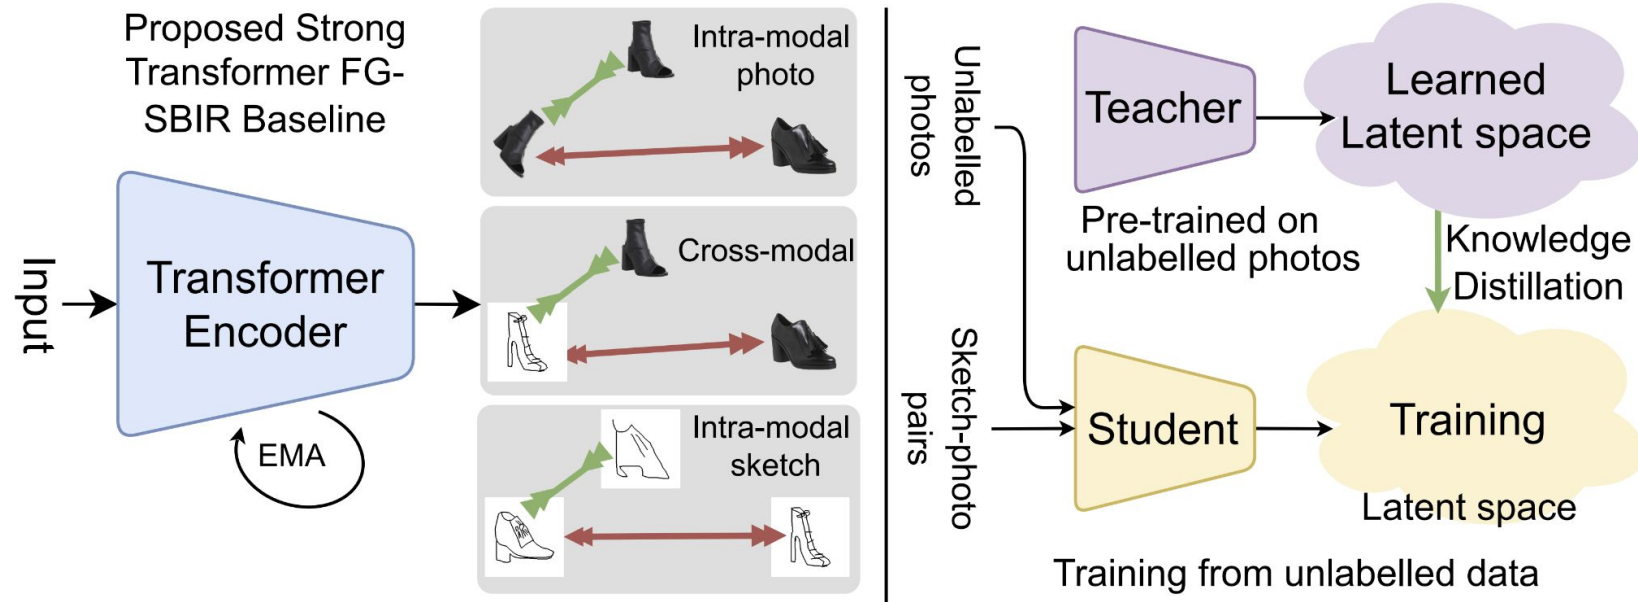 Proposed Strong
Transformer FG-
SBIR Baseline
Input
Transformer
Encoder
EMA
Intra-modal
photo
Cross-modal
Intra-modal
sketch
Unlabelled
photos
Sketch-photo
pairs
Teacher
Learned
Latent space
Pre-trained on
unlabelled photos
Knowledge
Distillation
Student
Training
Latent space
Training from unlabelled data